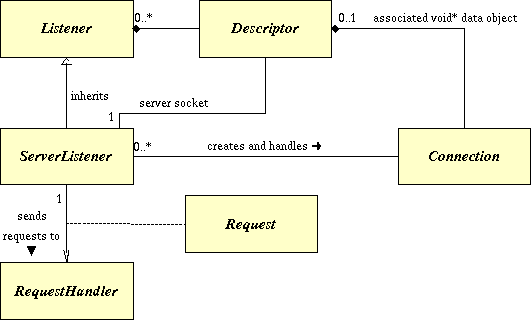 Listener
0..*
Descriptor
0..1
associated void* data object
inherits
server socket
1
ServerListener
0..*
creates and handles
Connection
1
sends
requests to
Request
RequestHandler